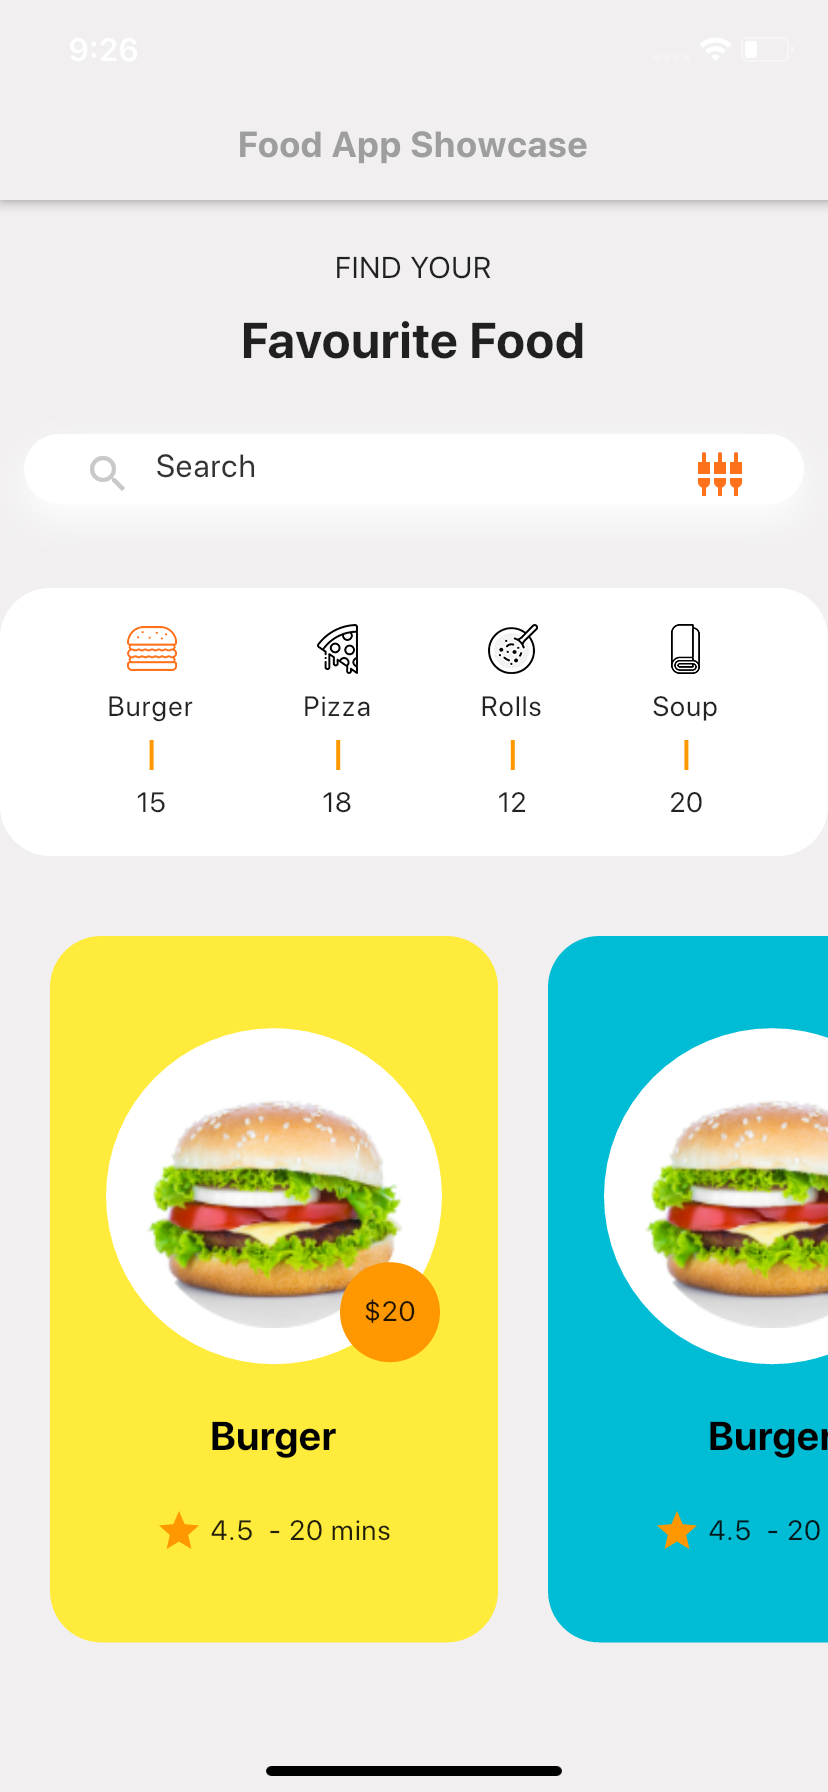 9:26
Food App Showcase
FIND YOUR
Favourite Food
Search
Burger Pizza Rolls Soup
15 18 12 20
$20
Burger Burger
4.5 - 20 mins 4.5 - 20